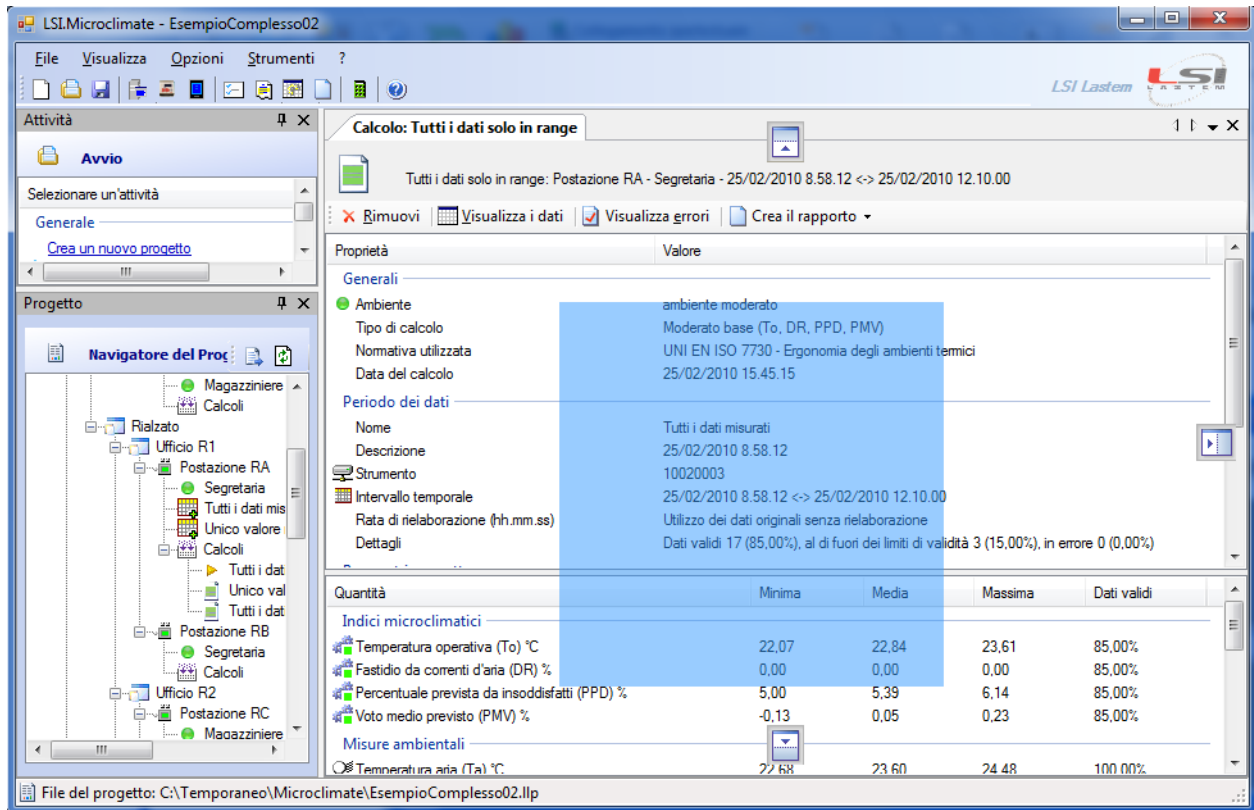 LSI.Microclimate - EsempioComplesso02
File Visualizza Opzioni Strumenti ?
LSI Lastem
LSI
LASTEM
Attività
Avvio
Selezionare un'attività
Generale
Crea un nuovo progetto
Progetto
Navigatore del Prog
Magazziniere
Calcoli
Rialzato
Ufficio R1
Postazione RA
Segretaria
Tutti i dati mis
Unico valore
Calcoli
Tutti i dat
Unico val
Tutti i dat
Postazione RB
Segretaria
Calcoli
Ufficio R2
Postazione RC
Magazziniere
Calcolo: Tutti i dati solo in range
Tutti i dati solo in range: Postazione RA - Segretaria - 25/02/2010 8.58.12 <-> 25/02/2010 12.10.00
Rimuovi Visualizza i dati Visualizza errori Crea il rapporto
Proprietà Valore
Generali
Ambiente ambiente moderato
Tipo di calcolo Moderato base (To, DR, PPD, PMV)
Normativa utilizzata UNI EN ISO 7730 - Ergonomia degli ambienti termici
Data del calcolo 25/02/2010 15.45.15
Periodo dei dati
Nome Tutti i dati misurati
Descrizione 25/02/2010 8.58.12
Strumento 10020003
Intervallo temporale 25/02/2010 8.58.12 <-> 25/02/2010 12.10.00
Rata di rielaborazione (hh.mm.ss) Utilizzo dei dati originali senza rielaborazione
Dettagli Dati validi 17 (85,00%), al di fuori dei limiti di validità 3 (15,00%), in errore 0 (0,00%)
Quantità Minima Media Massima Dati validi
Indici microclimatici
Temperatura operativa (To) °C 22,07 22,84 23,61 85,00%
Fastidio da correnti d'aria (DR) % 0,00 0,00 0,00 85,00%
Percentuale prevista da insoddisfatti (PPD) % 5,00 5,39 6,14 85,00%
Voto medio previsto (PMV) % -0,13 0,05 0,23 85,00%
Misure ambientali
Temperatura aria (Ta) °C 22,68 23,60 24,48 100,00%
File del progetto: C:\Temporaneo\Microclimate\EsempioComplesso02.llp